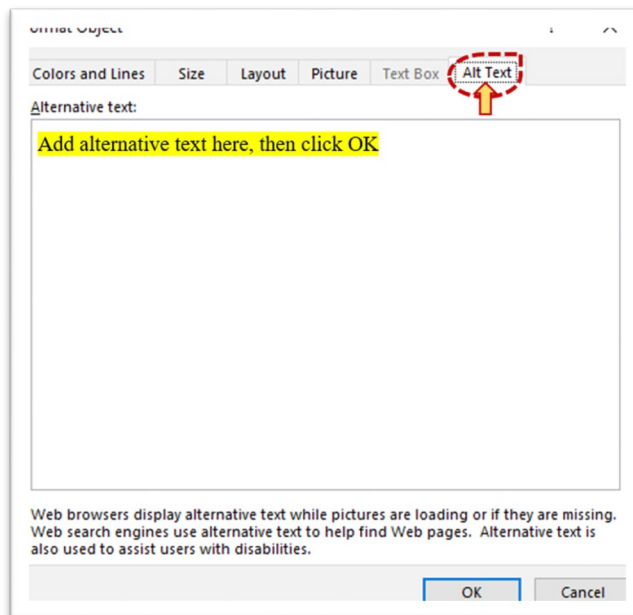 Format Object
Colors and Lines Size Layout Picture Text Box Alt Text
Alternative text:
Add alternative text here, then click OK
Web browsers display alternative text while pictures are loading or if they are missing.
Web search engines use alternative text to help find Web pages. Alternative text is
also used to assist users with disabilities.
OK Cancel